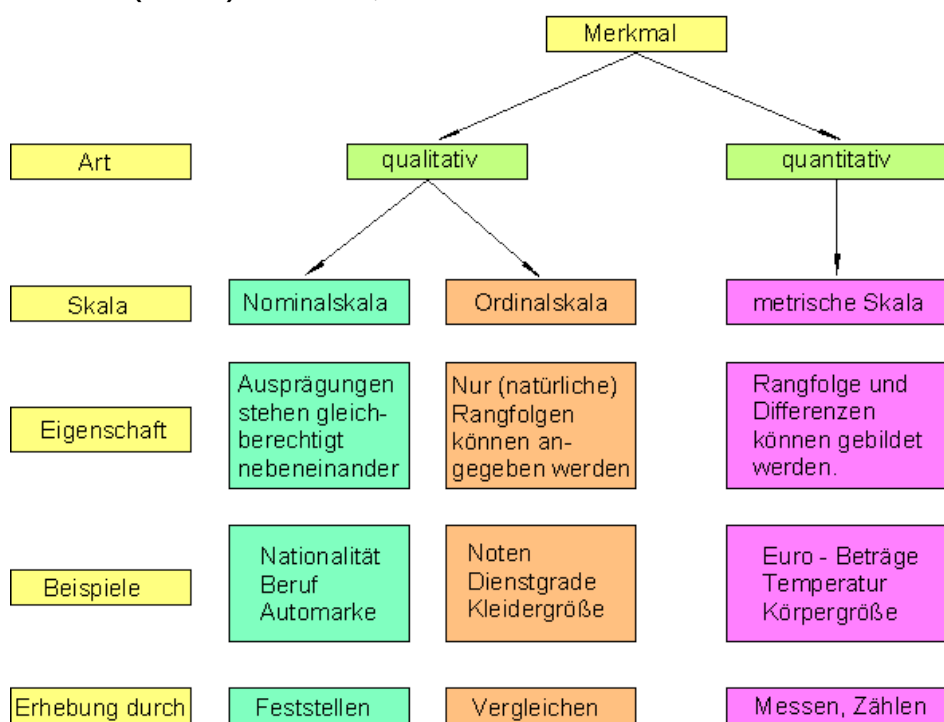 Merkmal
Art
qualitativ
quantitativ
Skala
Nominalskala
Ordinalskala
metrische Skala
Eigenschaft
Ausprägungen
stehen gleich-
berechtigt
nebeneinander
Nur (natürliche)
Rangfolgen
können an-
gegeben werden
Rangfolge und
Differenzen
können gebildet
werden.
Beispiele
Nationalität
Beruf
Automarke
Noten
Dienstgrade
Kleidergröße
Euro - Beträge
Temperatur
Körpergröße
Erhebung durch
Feststellen
Vergleichen
Messen, Zählen